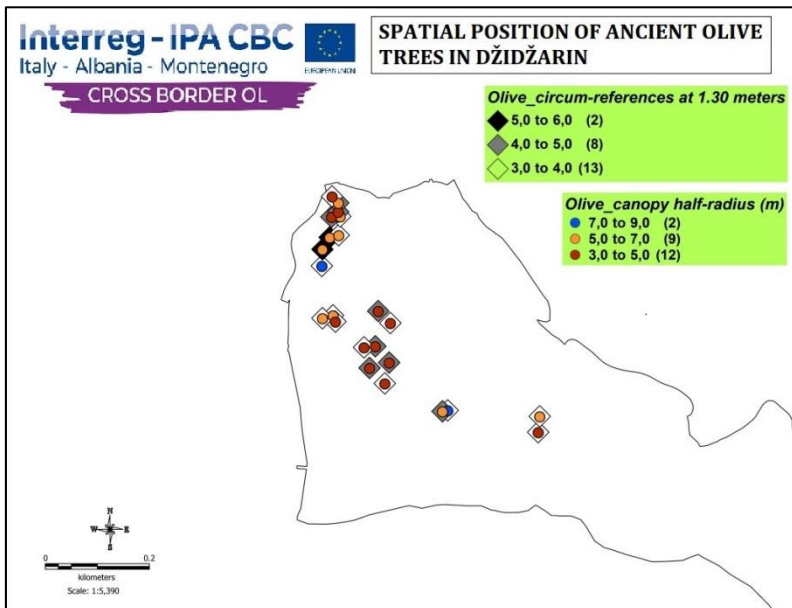 Interreg - IPA CBC
Italy - Albania - Montenegro
EUROPEAN UNION
CROSS BORDER OL
SPATIAL POSITION OF ANCIENT OLIVE
TREES IN DŽIDŽARIN
Olive_circum-references at 1.30 meters
5,0 to 6,0 (2)
4,0 to 5,0 (8)
3,0 to 4,0 (13)
Olive_canopy half-radius (m)
7,0 to 9,0 (2)
5,0 to 7,0 (9)
3,0 to 5,0 (12)
N
W E
S
0 0.2
kilometers
Scale: 1:5,390